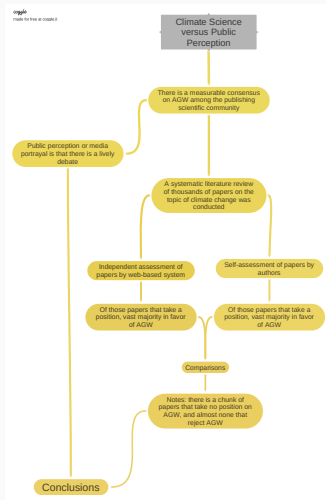 coggle
made for free at coggle.it
Climate Science
versus Public
Perception
There is a measurable consensus
on AGW among the publishing
scientific community
Public perception or media
portrayal is that there is a lively
debate
A systematic literature review
of thousands of papers on the
topic of climate change was
conducted
Independent assessment of
papers by web-based system
Self-assessment of papers by
authors
Of those papers that take a
position, vast majority in favor
of AGW
Of those papers that take a
position, vast majority in favor
of AGW
Comparisons
Notes: there is a chunk of
papers that take no position on
AGW, and almost none that
reject AGW
Conclusions